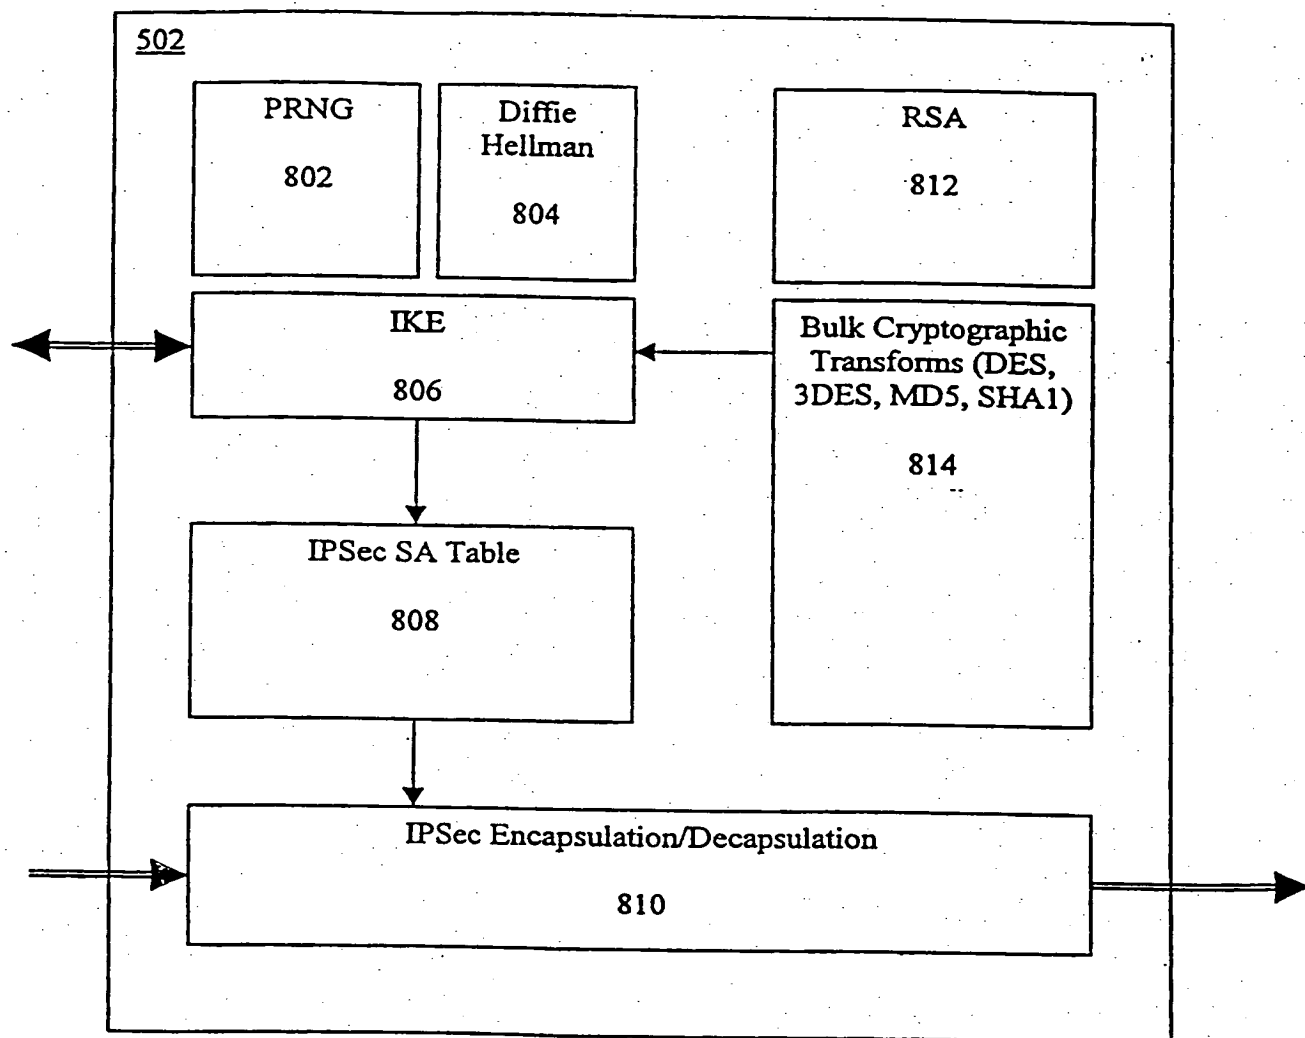 502
PRNG
802
Diffie
Hellman
804
RSA
812
IKE
806
Bulk Cryptographic
Transforms (DES,
3DES, MD5, SHA1)
814
IPSec SA Table
808
IPSec Encapsulation/Decapsulation
810